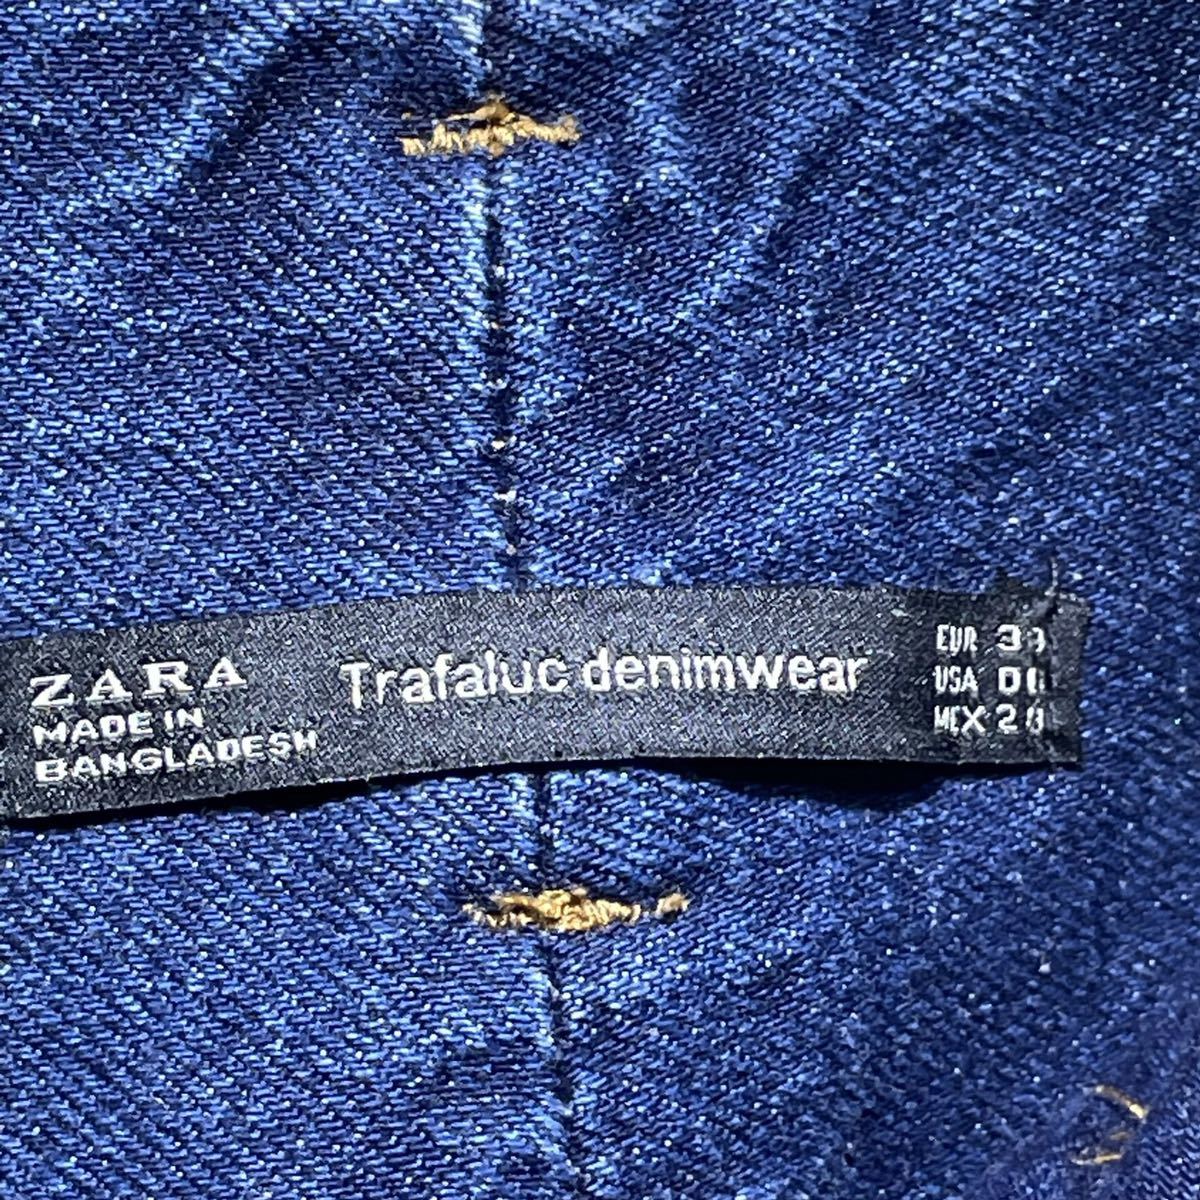 ZARA
MADE IN
BANGLADESH
Trafaluc denimwear
EUR
USA
MEX